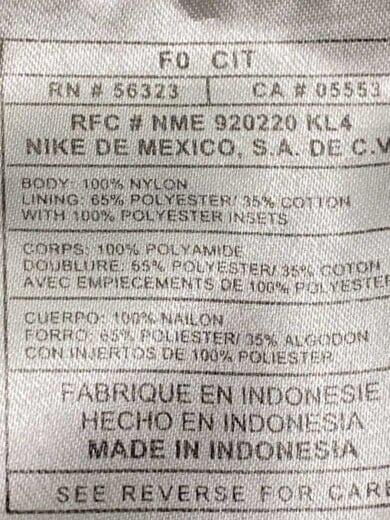 F0 CIT
RN # 56323 CA # 05553
RFC # NME 920220 KL4
NIKE DE MEXICO, S.A. DE C.V
BODY: 100% NYLON
LINING: 65% POLYESTER/ 35% COTTON
WITH 100% POLYESTER INSETS
CORPS: 100% POLYAMIDE
DOUBLURE: 65% POLYESTER/ 35% COTON
AVEC EMPIECEMENTS DE 100% POLYESTER
CUERPO: 100% NAILON
FORRO: 65% POLIESTER/ 35% ALGODON
CON INJERTOS DE 100% POLIESTER
FABRIQUE EN INDONESIE
HECHO EN INDONESIA
MADE IN INDONESIA
SEE REVERSE FOR CARE